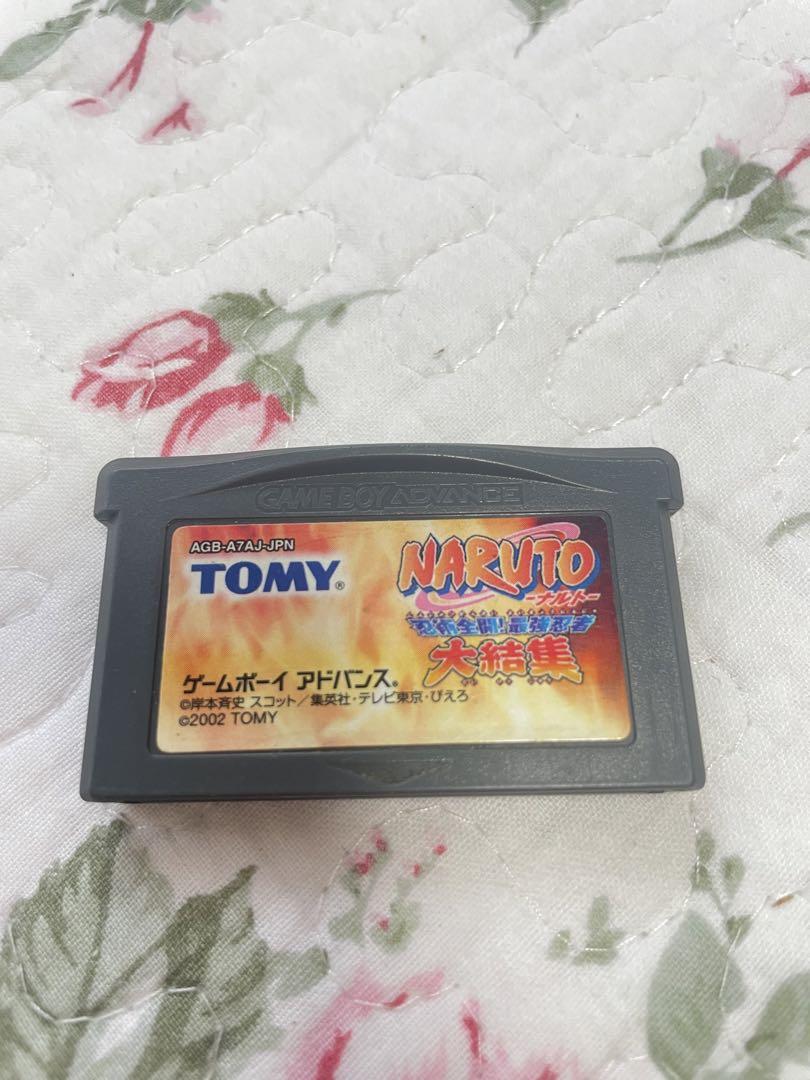 GAME BOY ADVANCE
AGB-A7AJ-JPN
TOMY®
NARUTO
-ナルト-
忍術全開!最強忍者
大結集
ゲームボーイ アドバンス®
©岸本斉史 スコット/集英社・テレビ東京・ぴえろ
©2002 TOMY